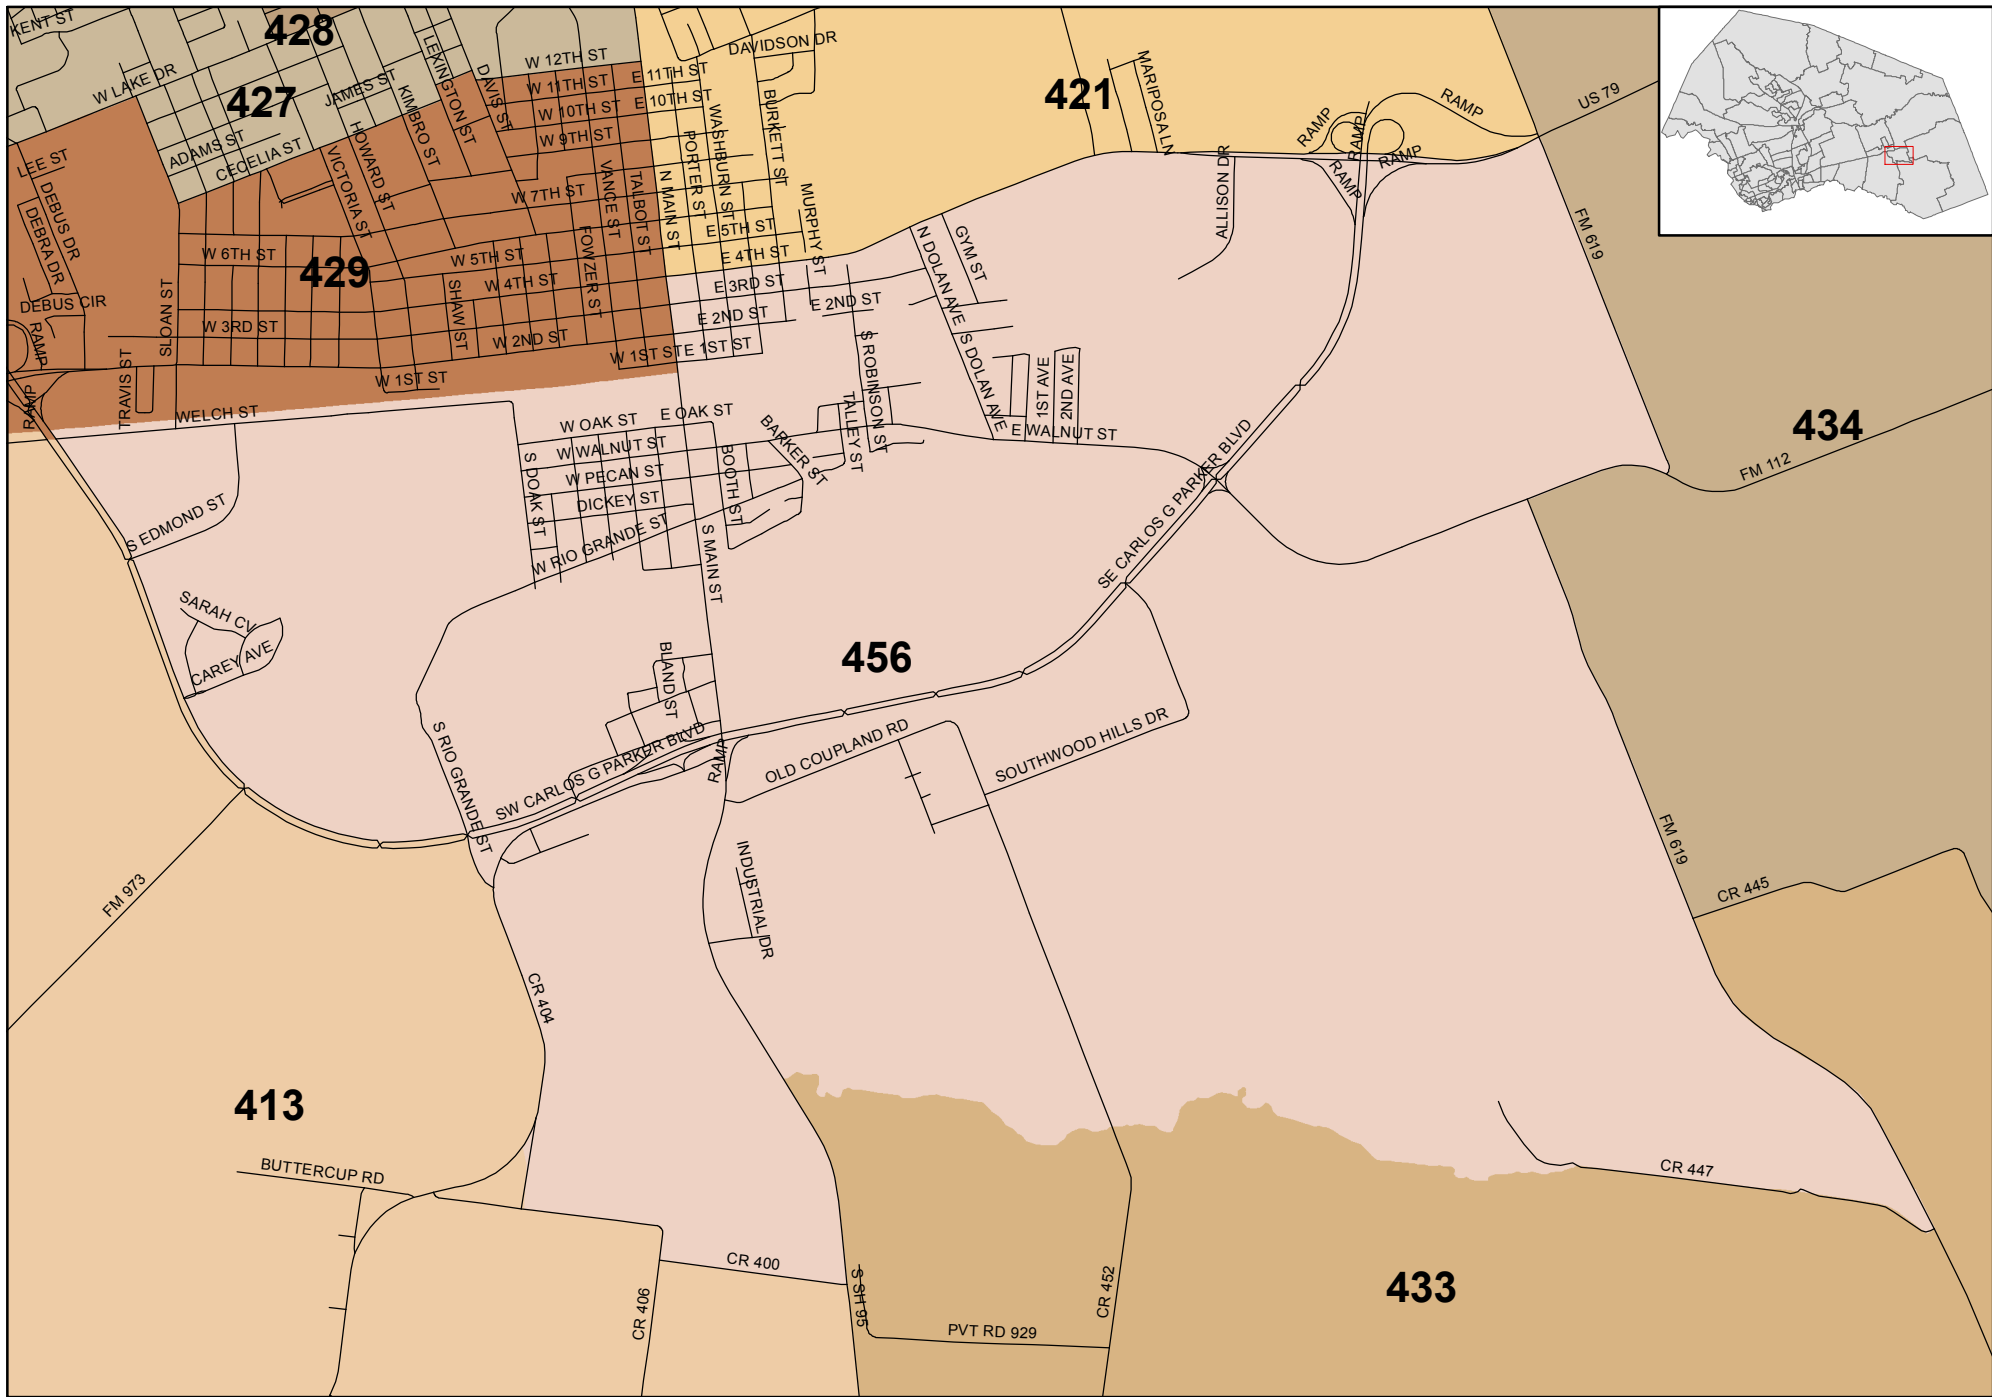 KENT ST
428
LEXINGTON ST
DAVIS ST
W 12TH ST
DAVIDSON DR
W LAKE DR
427
JAMES ST
KIMBRO ST
W 11TH ST
E 11TH ST
W 10TH ST
E 10TH ST
W 9TH ST
BURKETT ST
WASHBURN ST
PORTER ST
421
MARIPOSA LN
RAMP
RAMP
RAMP
RAMP
RAMP
US 79
ADAMS ST
CECELIA ST
HOWARD ST
VICTORIA ST
LEE ST
DEBUS DR
DEBRA DR
DEBUS CIR
W 7TH ST
VANCE ST
TALBOT ST
N MAIN ST
MURPHY ST
ALLISON DR
FM 619
W 6TH ST
429
W 5TH ST
E 5TH ST
FOWZER ST
E 4TH ST
W 4TH ST
E 3RD ST
N DOLAN AVE
GYM ST
SHAW ST
SLOAN ST
W 3RD ST
E 2ND ST
E 2ND ST
W 2ND ST
W 1ST ST
E 1ST ST
W 1ST ST
RAMP
RAMP
TRAVIS ST
WELCH ST
S ROBINSON ST
S DOLAN AVE
1ST AVE
2ND AVE
W OAK ST
E OAK ST
BARKER ST
TALLEY ST
E WALNUT ST
W WALNUT ST
W PECAN ST
DICKEY ST
S DOAK ST
BOOTH ST
W RIO GRANDE ST
S MAIN ST
S EDMOND ST
SE CARLOS G PARKER BLVD
434
FM 112
SARAH CV
CAREY AVE
456
BLAND ST
S RIO GRANDE ST
SW CARLOS G PARKER BLVD
RAMP
OLD COUPLAND RD
SOUTHWOOD HILLS DR
FM 973
INDUSTRIAL DR
FM 619
CR 445
CR 404
413
BUTTERCUP RD
CR 447
CR 400
S SH 95
CR 406
CR 452
433
PVT RD 929